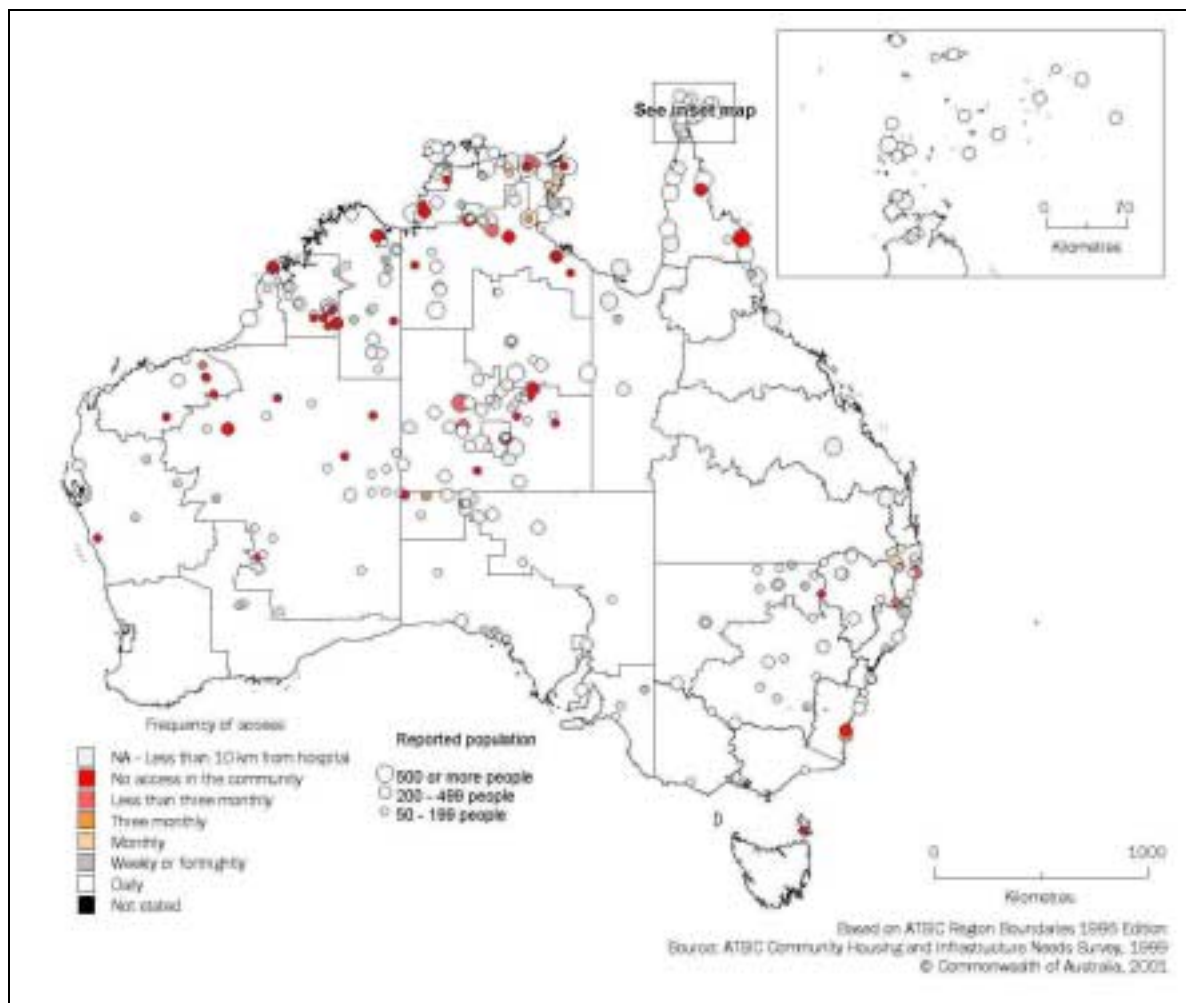 See inset map
0 70
Kilometres
Frequency of access
NA - Less than 10 km from hospital
No access in the community
Less than three monthly
Three monthly
Monthly
Weekly or fortnightly
Daily
Not stated
Reported population
500 or more people
200 - 499 people
50 - 199 people
0 1000
Kilometres
Based on ATSIC Region Boundaries 1996 Edition
Source: ATSIC Community Housing and Infrastructure Needs Survey, 1999
© Commonwealth of Australia, 2001